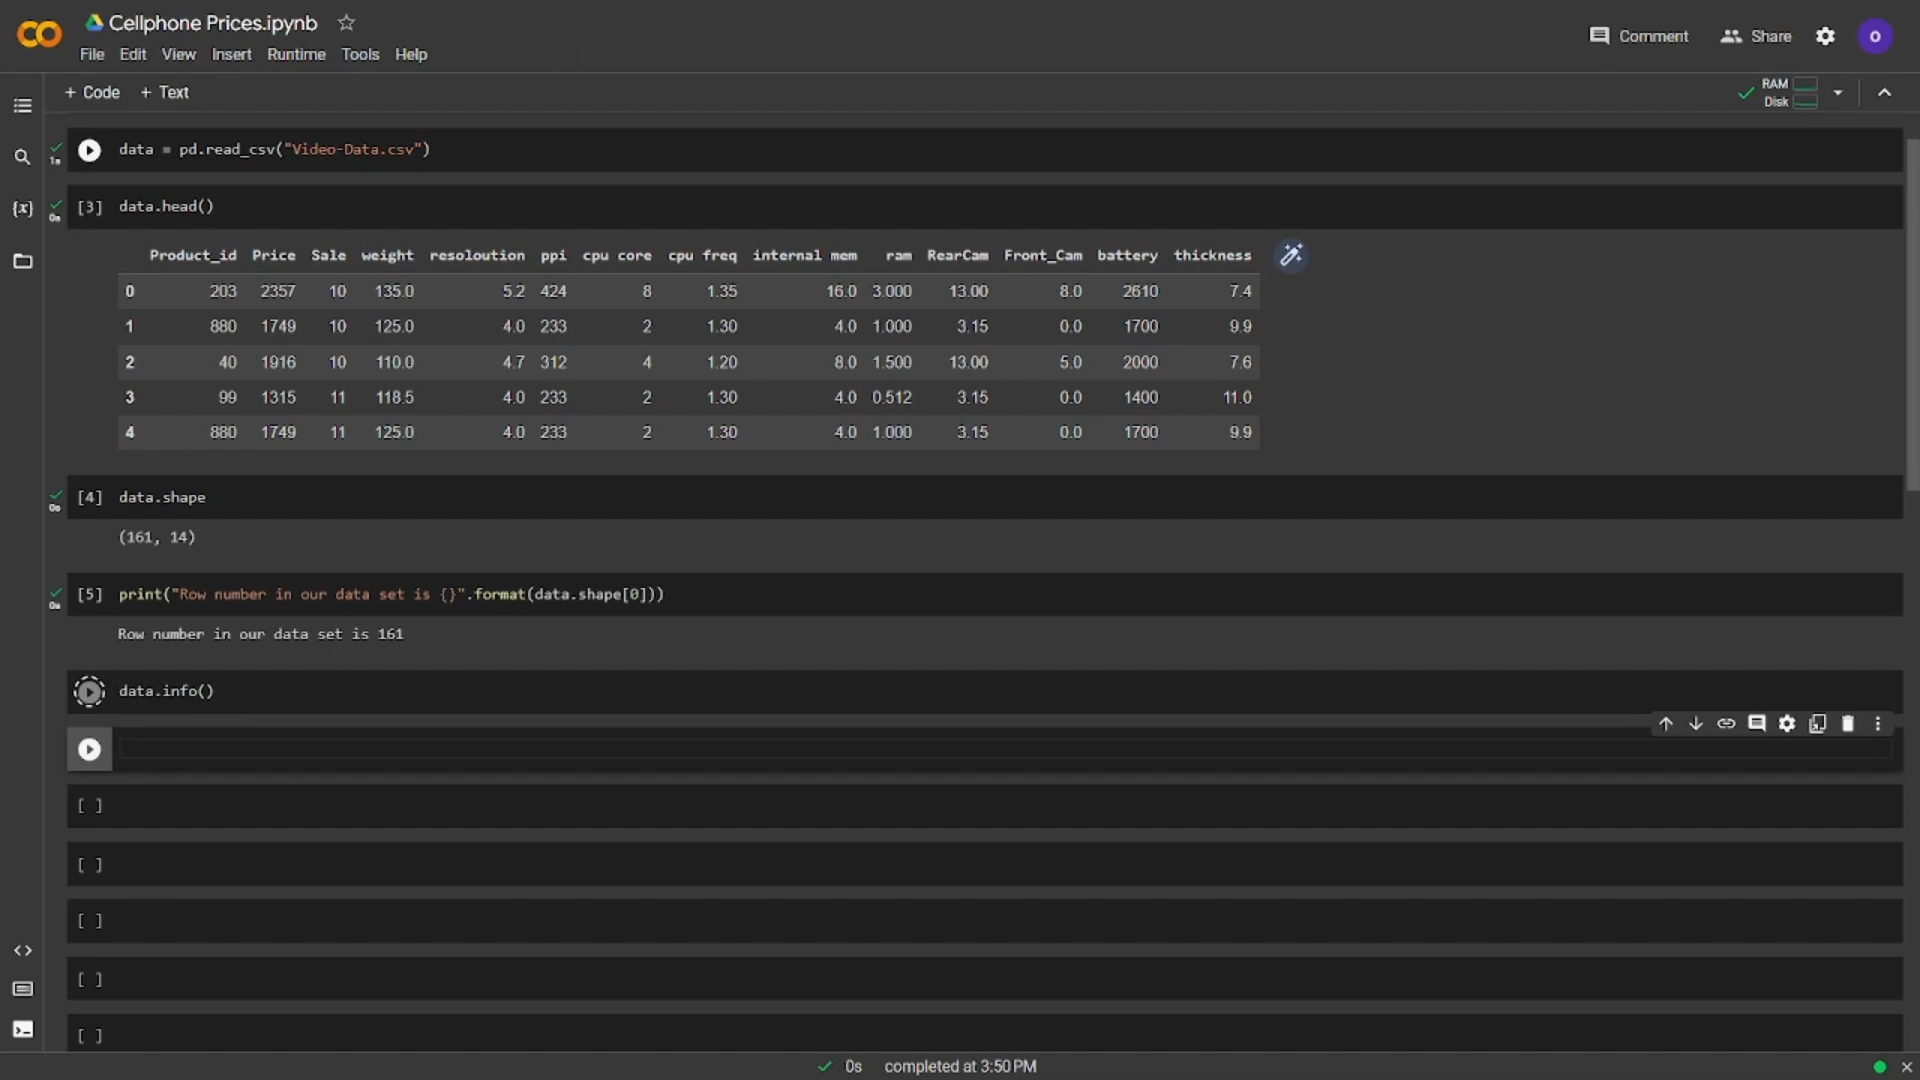 Cellphone Prices.ipynb
Comment Share O
File Edit View Insert Runtime Tools Help
+ Code + Text
RAM
Disk
1s data = pd.read_csv("Video-Data.csv")
0s [3] data.head()
Product_id Price Sale weight resoloution ppi cpu core cpu freq internal mem ram RearCam Front_Cam battery thickness
0 203 2357 10 135.0 5.2 424 8 1.35 16.0 3.000 13.00 8.0 2610 7.4
1 880 1749 10 125.0 4.0 233 2 1.30 4.0 1.000 3.15 0.0 1700 9.9
2 40 1916 10 110.0 4.7 312 4 1.20 8.0 1.500 13.00 5.0 2000 7.6
3 99 1315 11 118.5 4.0 233 2 1.30 4.0 0.512 3.15 0.0 1400 11.0
4 880 1749 11 125.0 4.0 233 2 1.30 4.0 1.000 3.15 0.0 1700 9.9
0s [4] data.shape
(161, 14)
0s [5] print("Row number in our data set is {}".format(data.shape[0]))
Row number in our data set is 161
data.info()
[ ]
[ ]
[ ]
[ ]
[ ]
0s completed at 3:50 PM